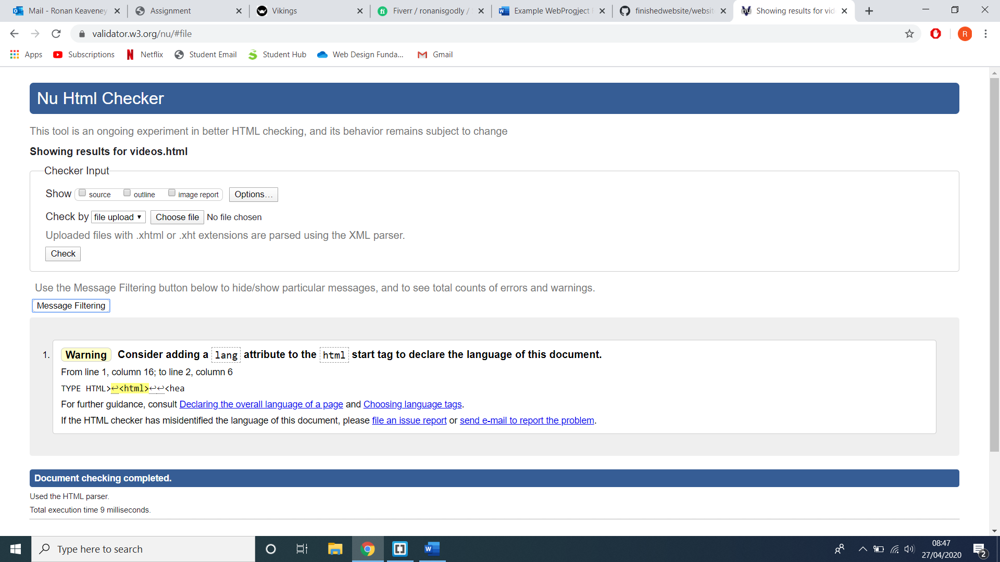 Mail - Ronan Keaveney
Assignment
Vikings
Fiverr / ronanisgodly /
Example WebProgject
finishedwebsite/websit
Showing results for vid
validator.w3.org/nu/#file
R
Apps
Subscriptions
Netflix
Student Email
Student Hub
Web Design Funda...
Gmail
Nu Html Checker
This tool is an ongoing experiment in better HTML checking, and its behavior remains subject to change
Showing results for videos.html
Checker Input
Show source outline image report Options...
Check by file upload Choose file No file chosen
Uploaded files with .xhtml or .xht extensions are parsed using the XML parser.
Check
Use the Message Filtering button below to hide/show particular messages, and to see total counts of errors and warnings.
Message Filtering
1. Warning Consider adding a lang attribute to the html start tag to declare the language of this document.
From line 1, column 16; to line 2, column 6
TYPE HTML>↩<html>↩↩<hea
For further guidance, consult Declaring the overall language of a page and Choosing language tags.
If the HTML checker has misidentified the language of this document, please file an issue report or send e-mail to report the problem.
Document checking completed.
Used the HTML parser.
Total execution time 9 milliseconds.
Type here to search
08:47
27/04/2020
2